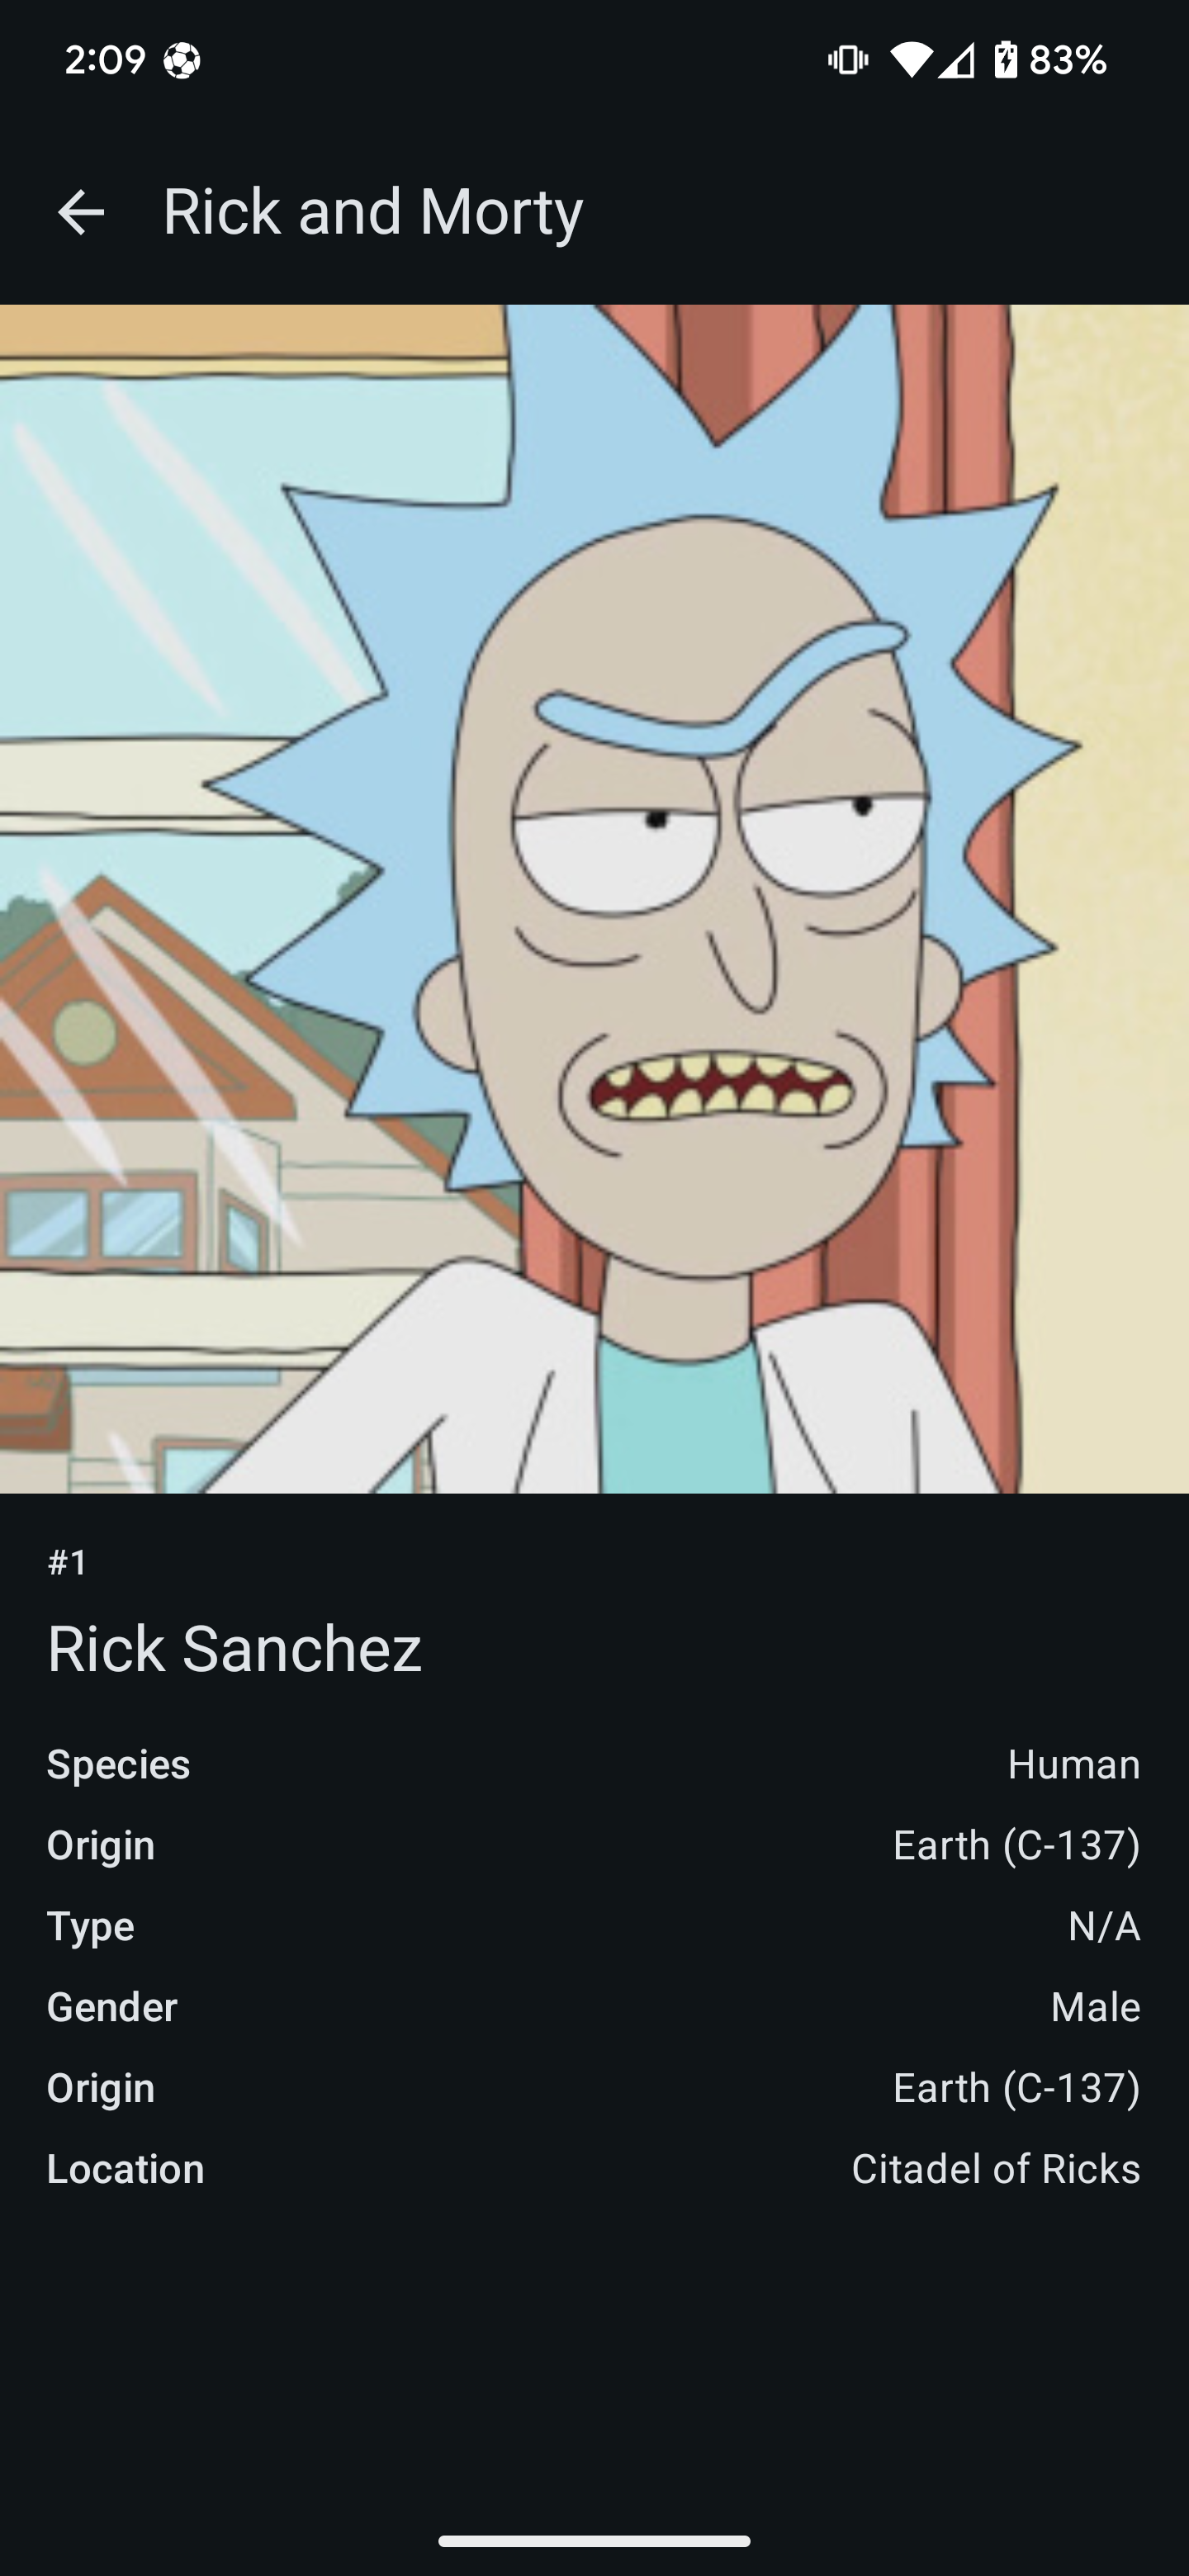 2:09 83%
Rick and Morty
#1
Rick Sanchez
Species Human
Origin Earth (C-137)
Type N/A
Gender Male
Origin Earth (C-137)
Location Citadel of Ricks